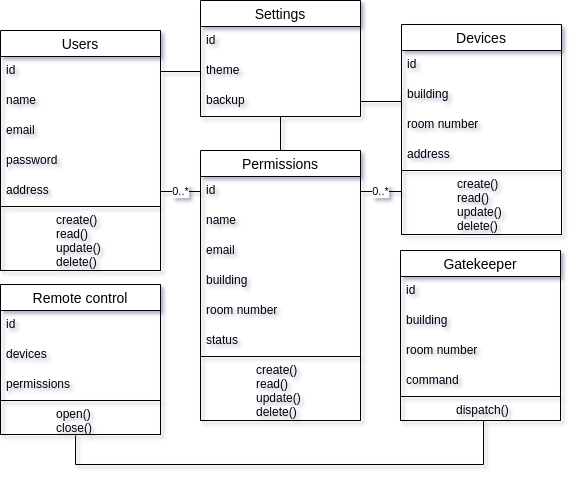 Settings
id
theme
backup
Users
id
name
email
password
address
create()
read()
update()
delete()
Devices
id
building
room number
address
create()
read()
update()
delete()
0..*
0..*
Permissions
id
name
email
building
room number
status
create()
read()
update()
delete()
Remote control
id
devices
permissions
open()
close()
Gatekeeper
id
building
room number
command
dispatch()